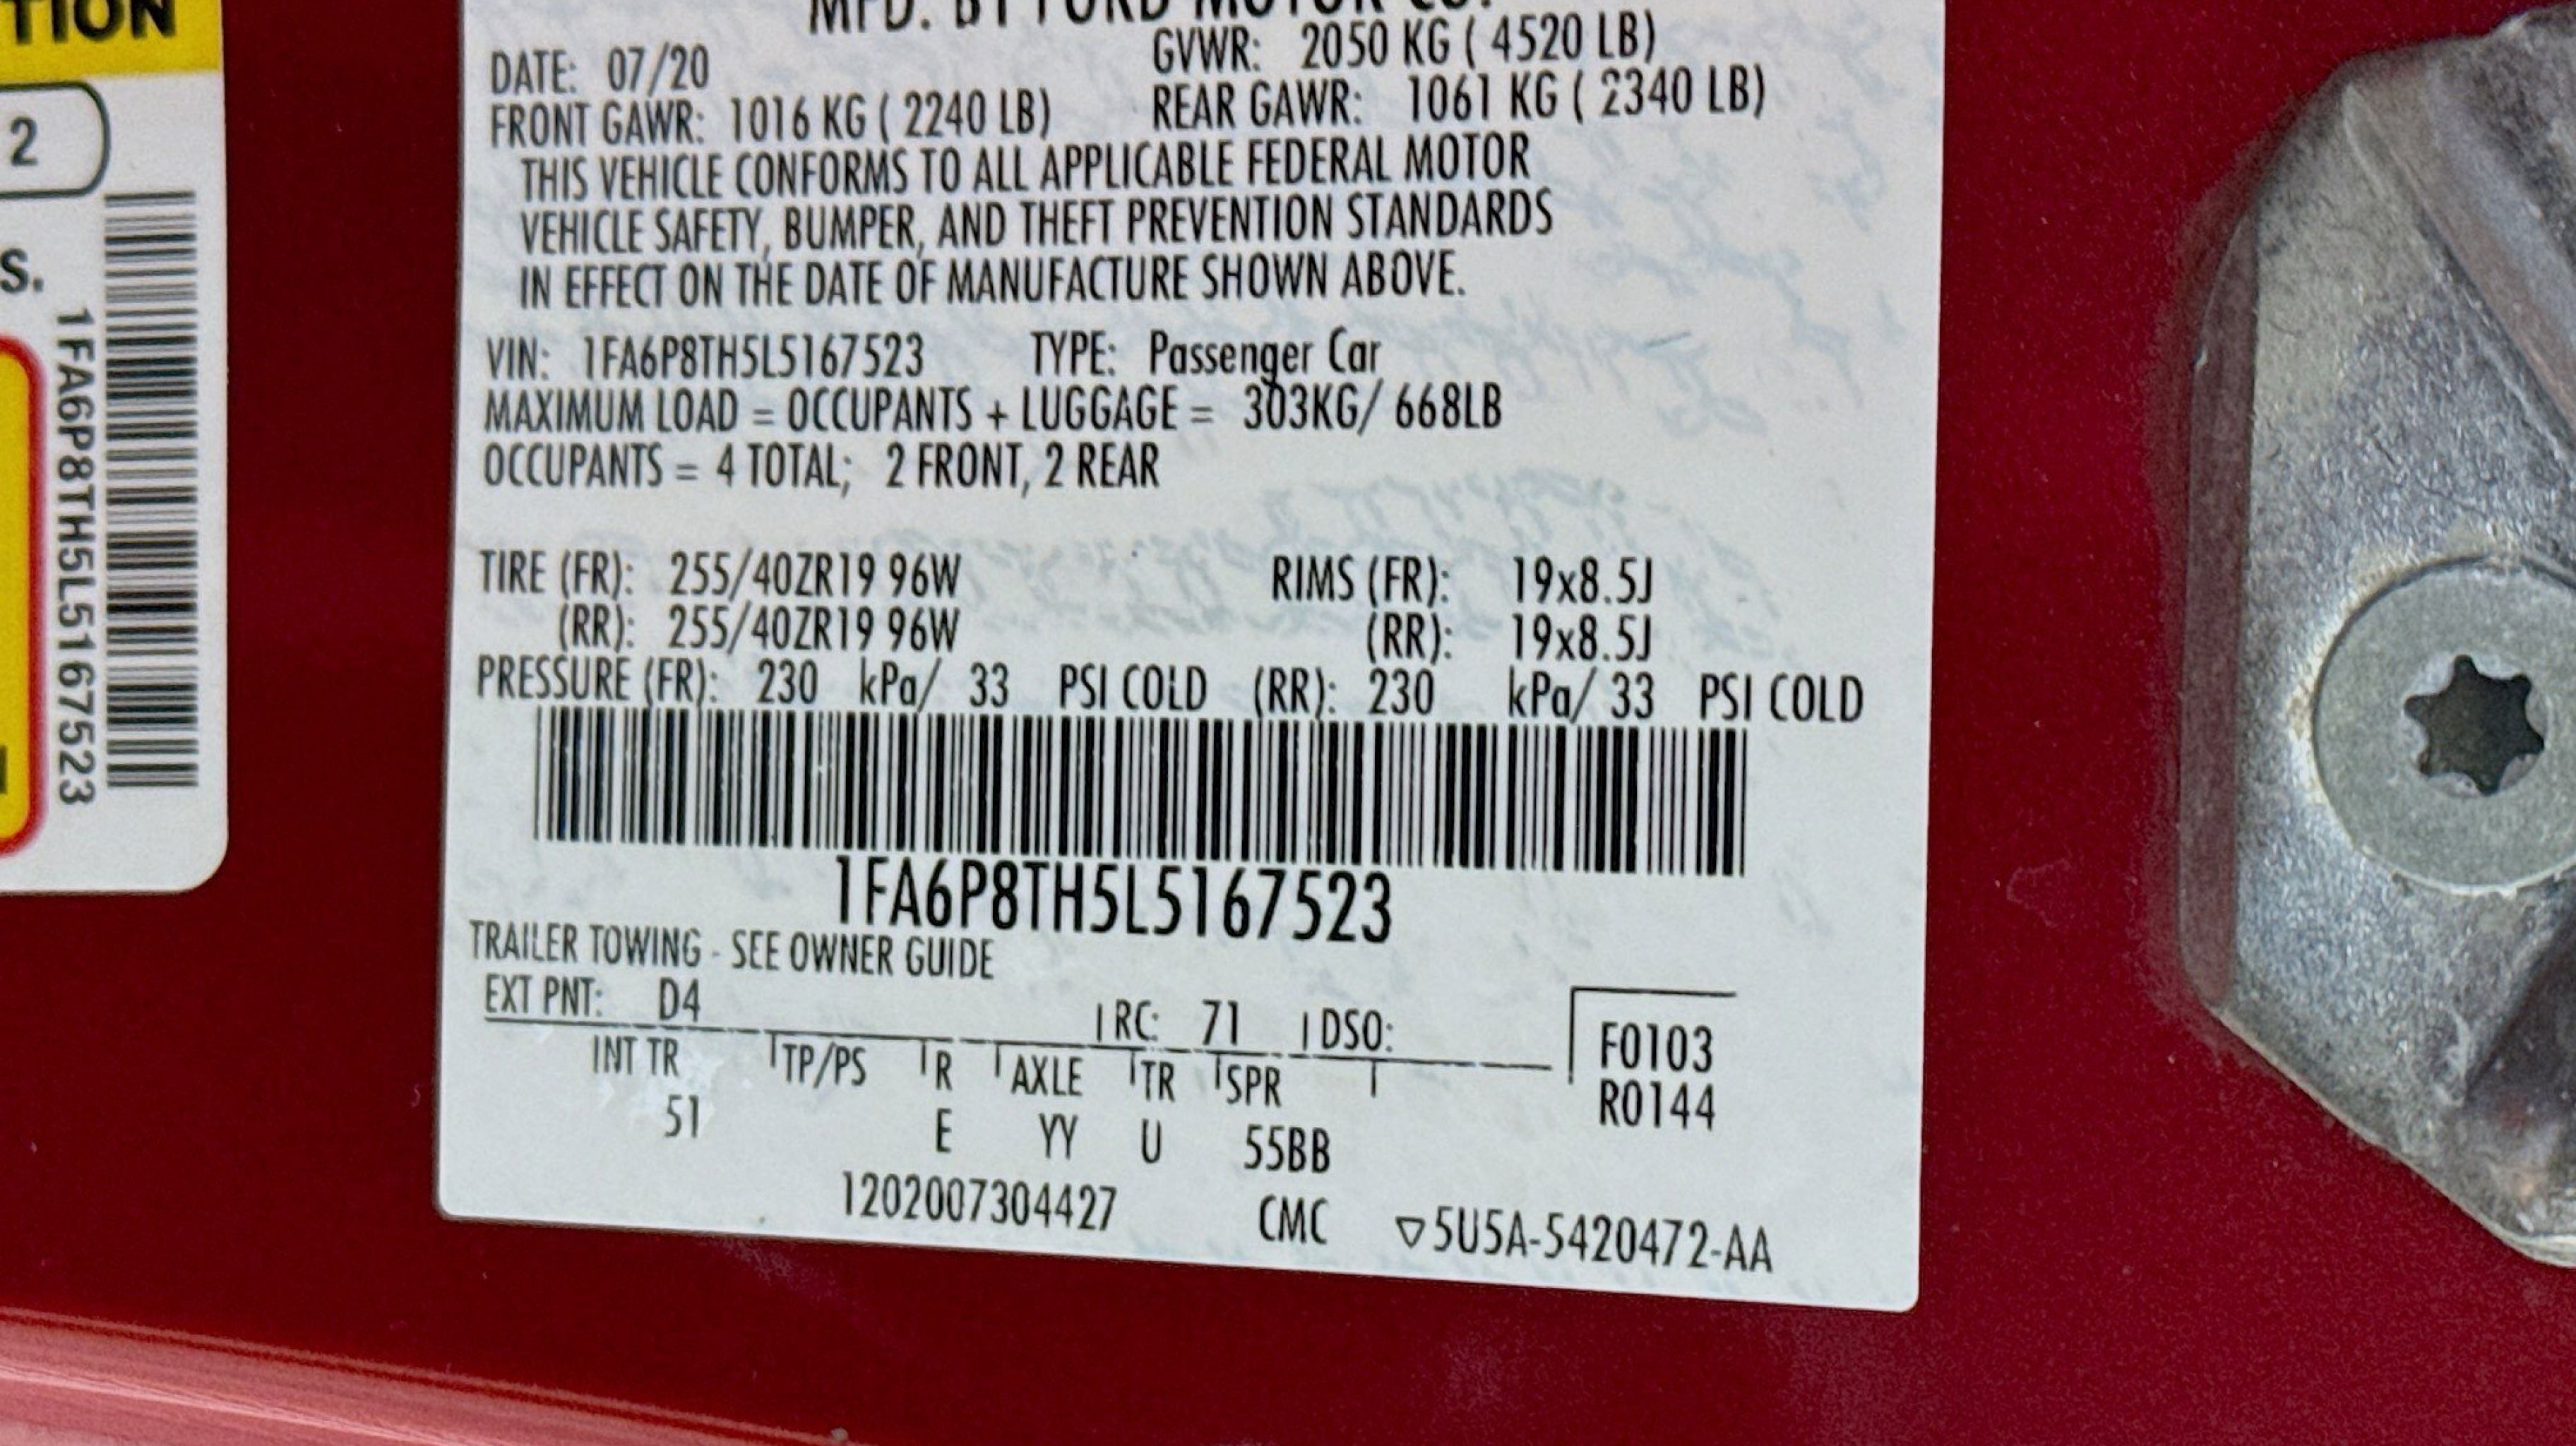 TION
2
S.
1FA6P8TH5L5167523
MFD. BY FORD MOTOR CO.
DATE: 07/20 GVWR: 2050 KG ( 4520 LB)
FRONT GAWR: 1016 KG ( 2240 LB) REAR GAWR: 1061 KG ( 2340 LB)
THIS VEHICLE CONFORMS TO ALL APPLICABLE FEDERAL MOTOR
VEHICLE SAFETY, BUMPER, AND THEFT PREVENTION STANDARDS
IN EFFECT ON THE DATE OF MANUFACTURE SHOWN ABOVE.
VIN: 1FA6P8TH5L5167523 TYPE: Passenger Car
MAXIMUM LOAD = OCCUPANTS + LUGGAGE = 303KG/ 668LB
OCCUPANTS = 4 TOTAL; 2 FRONT, 2 REAR
TIRE (FR): 255/40ZR19 96W RIMS (FR): 19x8.5J
(RR): 255/40ZR19 96W (RR): 19x8.5J
PRESSURE (FR): 230 kPa/ 33 PSI COLD (RR): 230 kPa/ 33 PSI COLD
1FA6P8TH5L5167523
TRAILER TOWING - SEE OWNER GUIDE
EXT PNT: D4 RC: 71 DSO:
F0103
INT TR TP/PS R AXLE TR SPR
R0144
51 E YY U 55BB
1202007304427 CMC ▽5U5A-5420472-AA